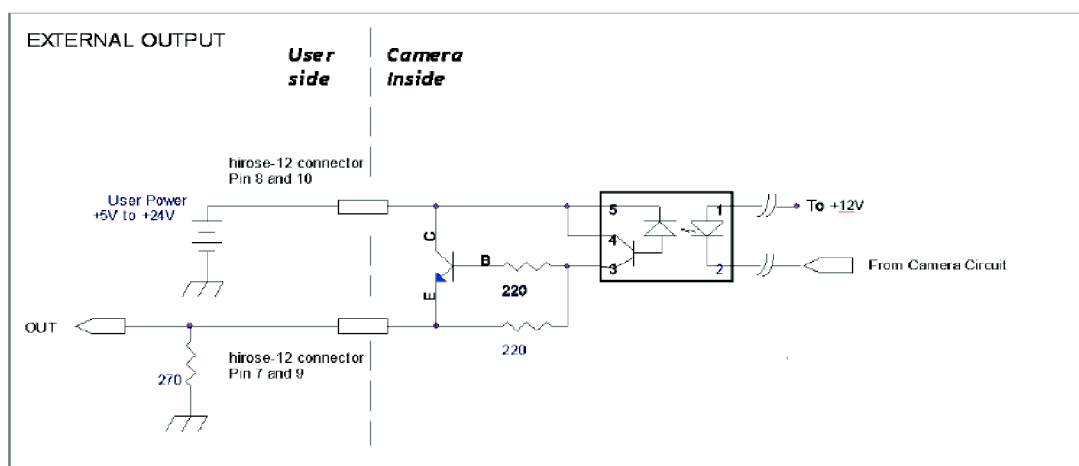 EXTERNAL OUTPUT
User
side
Camera
Inside
hirose-12 connector
Pin 8 and 10
User Power
+5V to +24V
5
1
To +12V
4
C
B
3
2
From Camera Circuit
E
220
OUT
220
hirose-12 connector
Pin 7 and 9
270